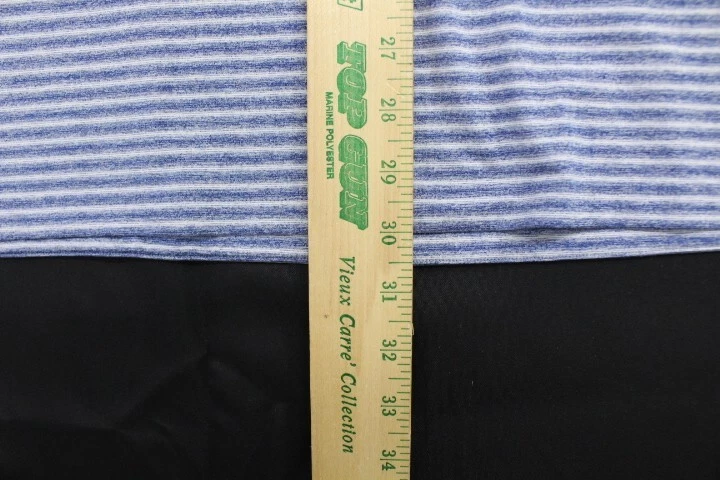 27
28
29
30
31
32
33
34
TOP GUN
MARINE POLYESTER
Vieux Carre' Collection